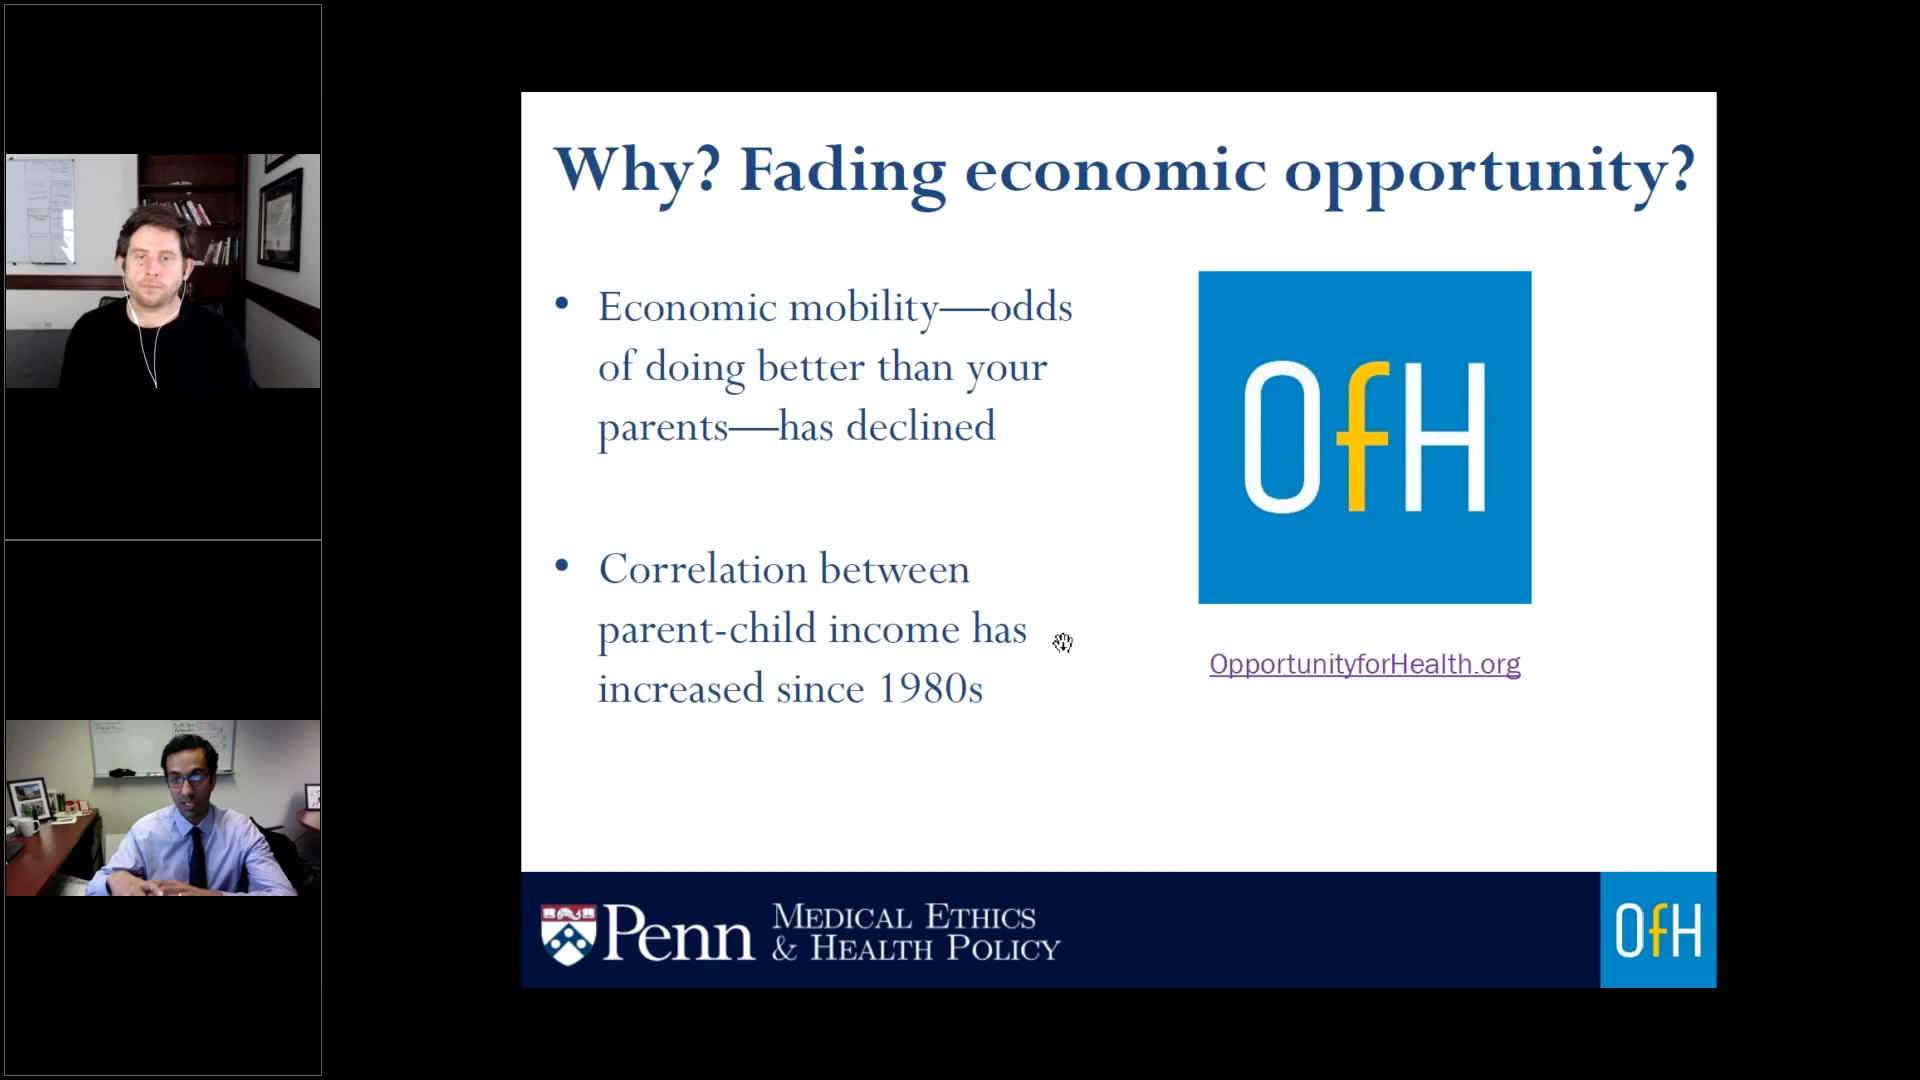 Why? Fading economic opportunity?
• Economic mobility—odds
of doing better than your
parents—has declined
• Correlation between
parent-child income has
increased since 1980s
OfH
OpportunityforHealth.org
Penn
MEDICAL ETHICS
& HEALTH POLICY
OfH